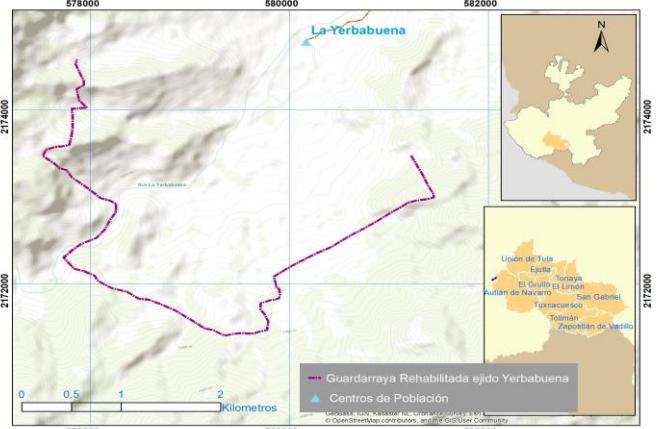 578000
580000
582000
La Yerbabuena
N
2174000
2174000
Rio La Yerbabuena
2172000
2172000
Unión de Tula
Ejutla
Tonaya
El Grullo El Limón
Autlán de Navarro
San Gabriel
Tuxcacuesco
Tolimán
Zapotitlán de Vadillo
0 0.5 1 2
Kilometros
Guardarraya Rehabilitada ejido Yerbabuena
Centros de Población
© OpenStreetMap contributors, and the GIS User Community